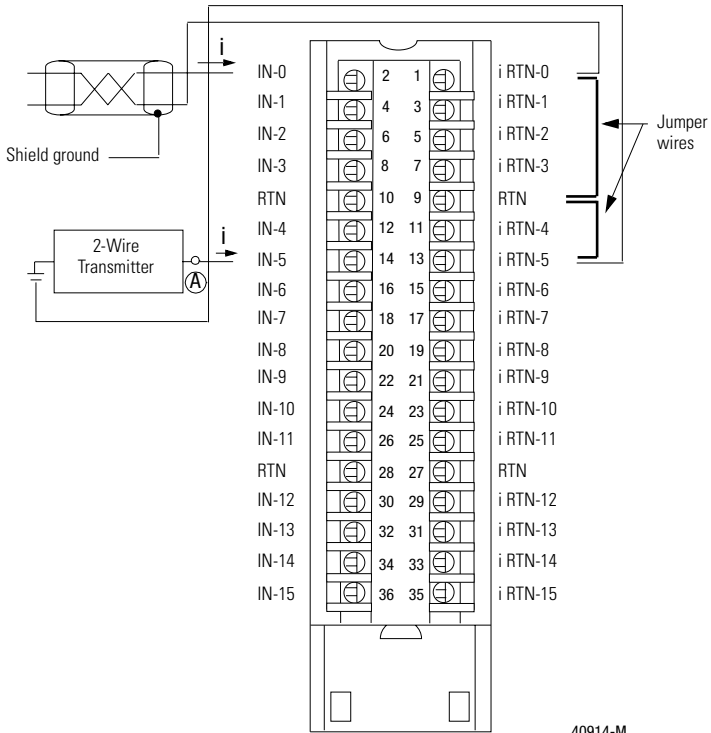 i
IN-0 2 1 i RTN-0
IN-1 4 3 i RTN-1
IN-2 6 5 i RTN-2
Jumper
wires
Shield ground
IN-3 8 7 i RTN-3
RTN 10 9 RTN
IN-4 12 11 i RTN-4
i
2-Wire
Transmitter
A
IN-5 14 13 i RTN-5
IN-6 16 15 i RTN-6
IN-7 18 17 i RTN-7
IN-8 20 19 i RTN-8
IN-9 22 21 i RTN-9
IN-10 24 23 i RTN-10
IN-11 26 25 i RTN-11
RTN 28 27 RTN
IN-12 30 29 i RTN-12
IN-13 32 31 i RTN-13
IN-14 34 33 i RTN-14
IN-15 36 35 i RTN-15
40914-M